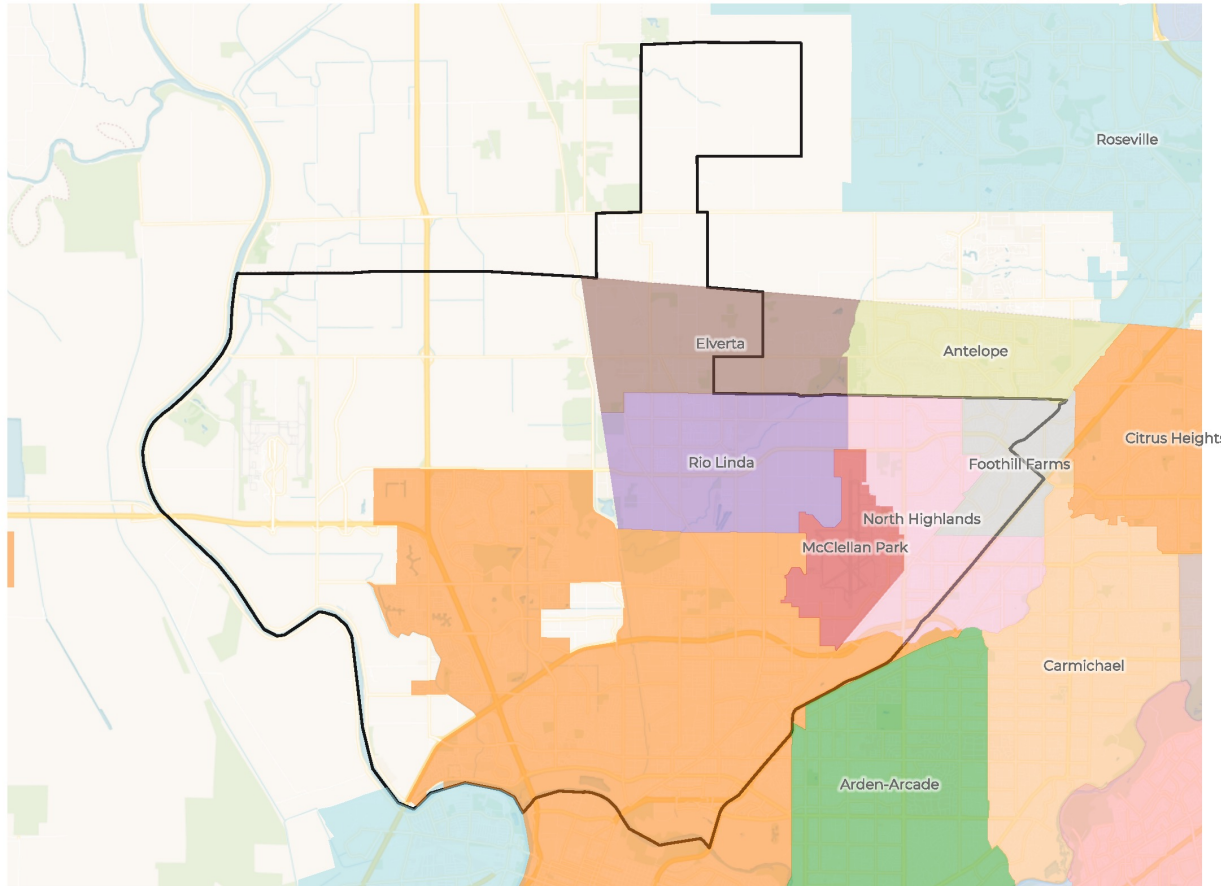 Roseville
Elverta
Antelope
Citrus Heights
Rio Linda
Foothill Farms
North Highlands
McClellan Park
Carmichael
Arden-Arcade